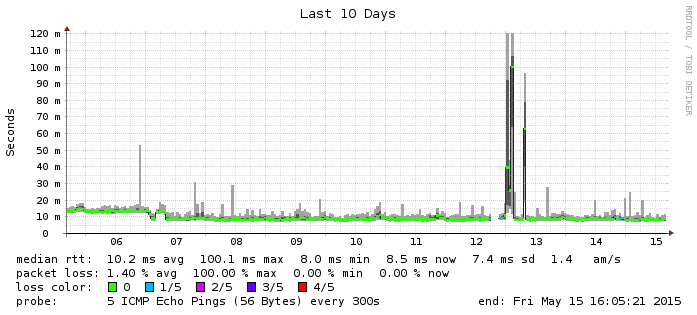 Last 10 Days
RRDTOOL / TOBI OETIKER
Seconds
120 m
110 m
100 m
90 m
80 m
70 m
60 m
50 m
40 m
30 m
20 m
10 m
0
06 07 08 09 10 11 12 13 14 15
median rtt: 10.2 ms avg 100.1 ms max 8.0 ms min 8.5 ms now 7.4 ms sd 1.4 am/s
packet loss: 1.40 % avg 100.00 % max 0.00 % min 0.00 % now
loss color: 0 1/5 2/5 3/5 4/5
probe: 5 ICMP Echo Pings (56 Bytes) every 300s end: Fri May 15 16:05:21 2015